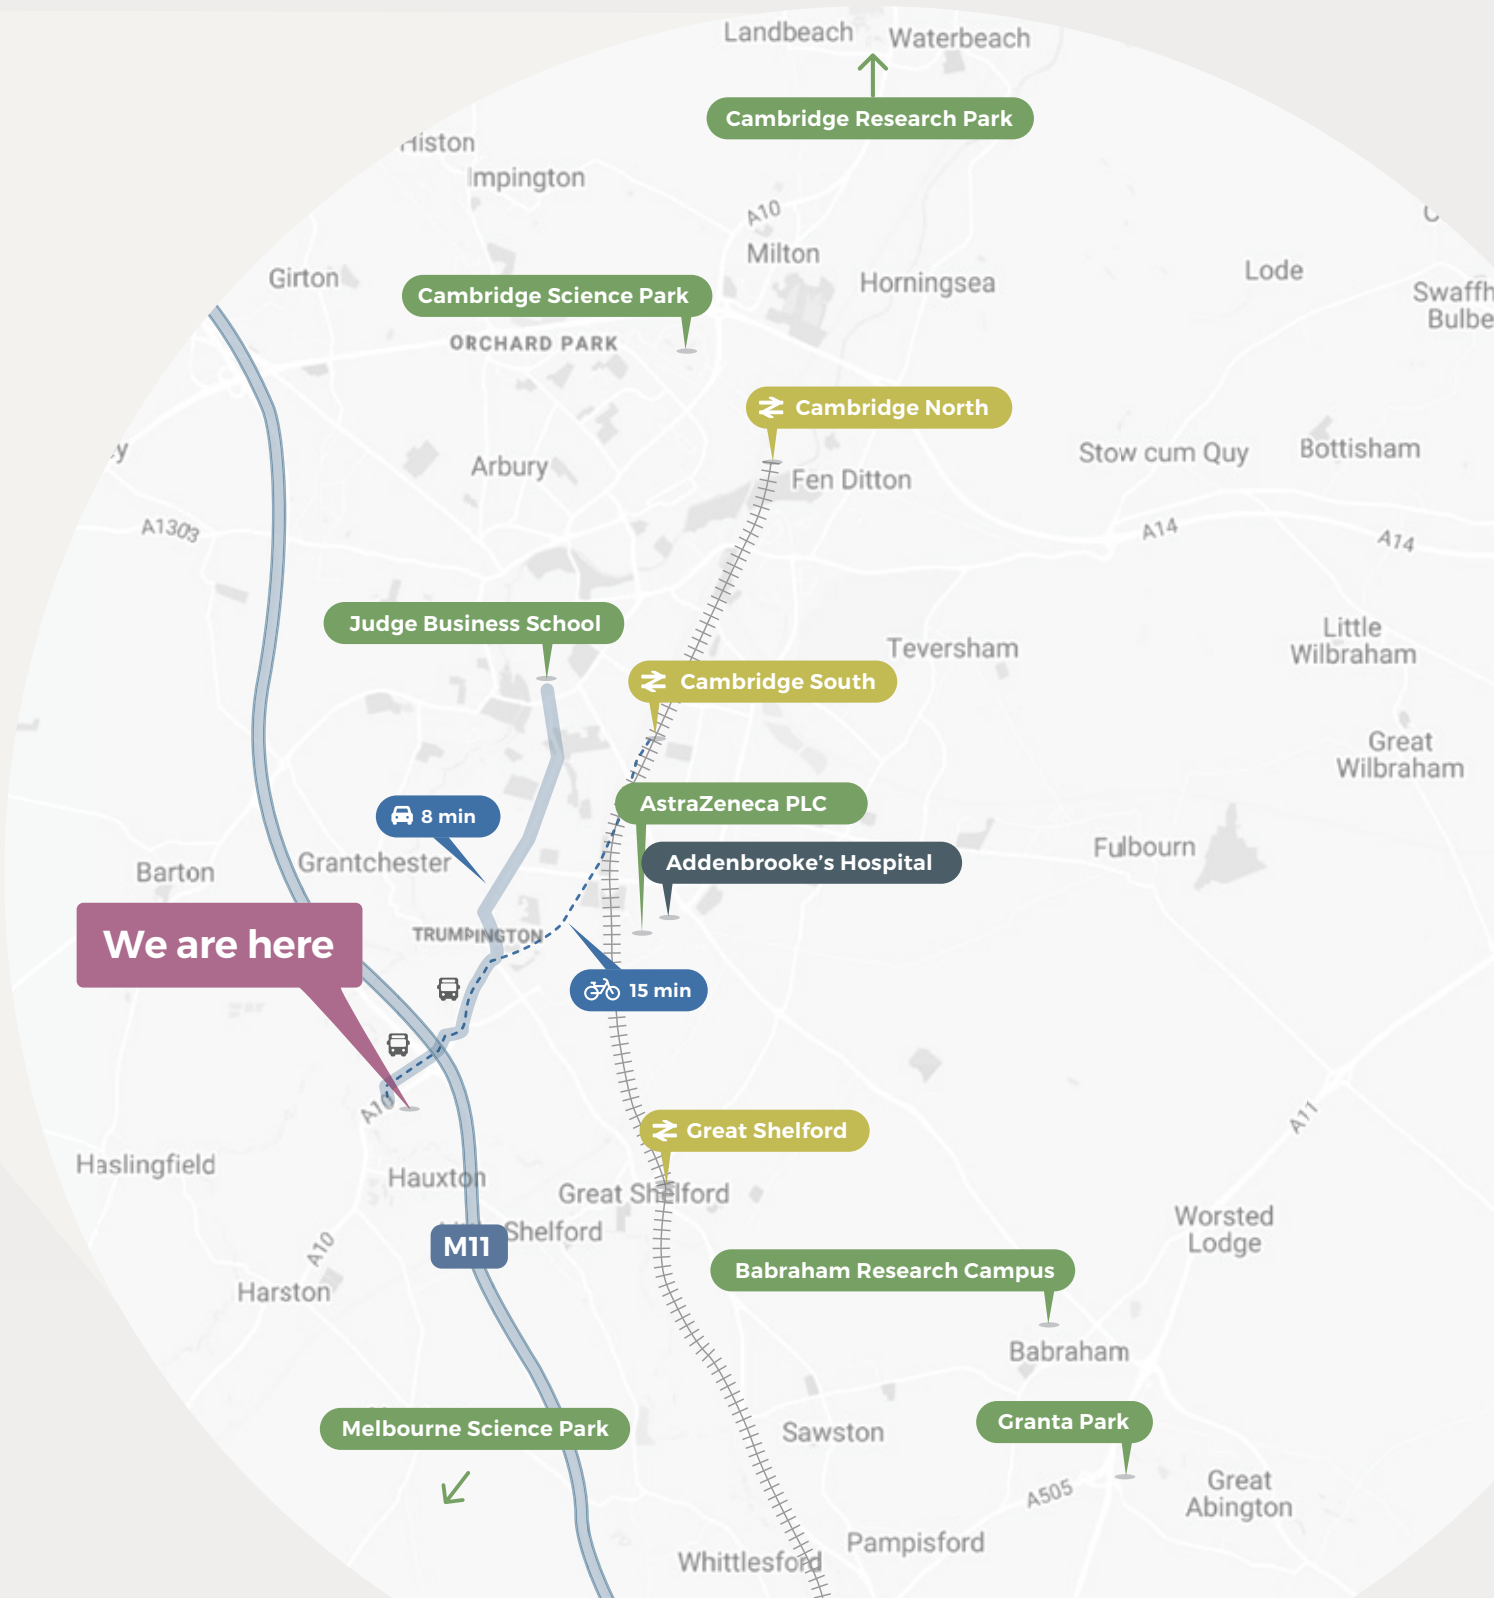 Landbeach
Waterbeach
Cambridge Research Park
Histon
Impington
A10
Milton
Girton
Horningsea
Lode
Cambridge Science Park
Swaffh
Bulbe
ORCHARD PARK
Cambridge North
Arbury
Fen Ditton
Stow cum Quy
Bottisham
A1303
A14
A14
Judge Business School
Teversham
Little
Wilbraham
Cambridge South
Great
Wilbraham
AstraZeneca PLC
8 min
Addenbrooke's Hospital
Grantchester
Barton
Fulbourn
We are here
TRUMPINGTON
15 min
A10
A11
Great Shelford
Haslingfield
Hauxton
Great Shelford
Shelford
M11
A10
Worsted
Lodge
Harston
Babraham Research Campus
Babraham
Melbourne Science Park
Sawston
Granta Park
A505
Great
Abington
Pampisford
Whittlesford